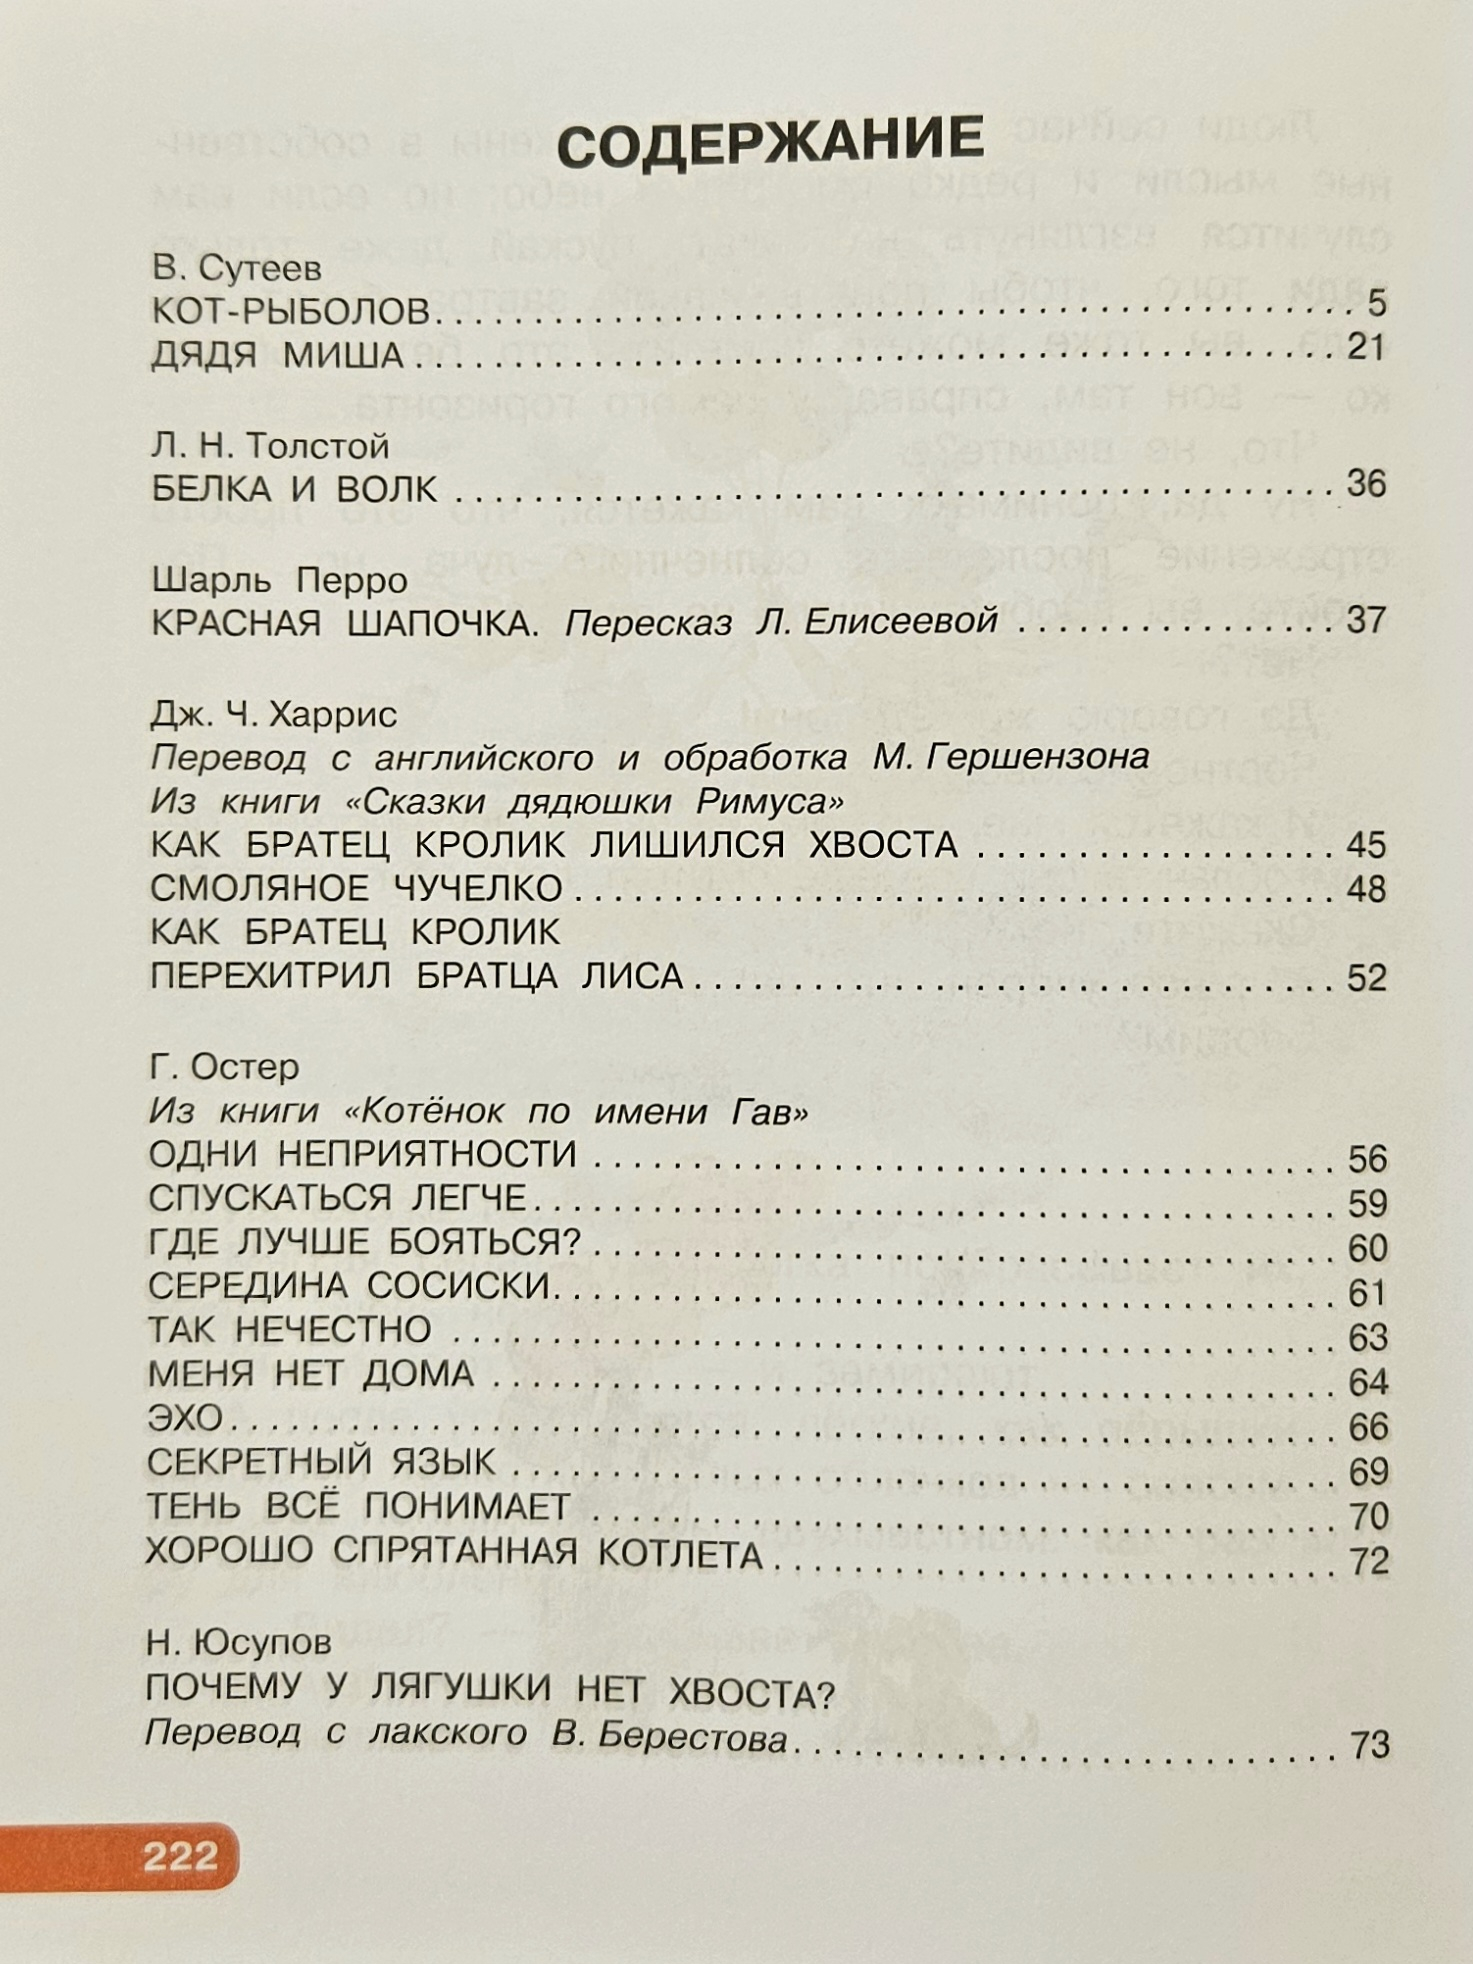 СОДЕРЖАНИЕ
В. Сутеев
КОТ-РЫБОЛОВ. . . . . . . . . . . . . . . . . . . . . . . . . . . . . . . . . . . . . . . . . . . . . . . 5
ДЯДЯ МИША . . . . . . . . . . . . . . . . . . . . . . . . . . . . . . . . . . . . . . . . . . . . . . . 21
Л. Н. Толстой
БЕЛКА И ВОЛК . . . . . . . . . . . . . . . . . . . . . . . . . . . . . . . . . . . . . . . . . . . . 36
Шарль Перро
КРАСНАЯ ШАПОЧКА. Пересказ Л. Елисеевой . . . . . . . . . . . . . . . . 37
Дж. Ч. Харрис
Перевод с английского и обработка М. Гершензона
Из книги «Сказки дядюшки Римуса»
КАК БРАТЕЦ КРОЛИК ЛИШИЛСЯ ХВОСТА . . . . . . . . . . . . . . . . . . 45
СМОЛЯНОЕ ЧУЧЕЛКО . . . . . . . . . . . . . . . . . . . . . . . . . . . . . . . . . . . . . . 48
КАК БРАТЕЦ КРОЛИК
ПЕРЕХИТРИЛ БРАТЦА ЛИСА . . . . . . . . . . . . . . . . . . . . . . . . . . . . . . . . 52
Г. Остер
Из книги «Котёнок по имени Гав»
ОДНИ НЕПРИЯТНОСТИ . . . . . . . . . . . . . . . . . . . . . . . . . . . . . . . . . . . . . 56
СПУСКАТЬСЯ ЛЕГЧЕ. . . . . . . . . . . . . . . . . . . . . . . . . . . . . . . . . . . . . . . . 59
ГДЕ ЛУЧШЕ БОЯТЬСЯ? . . . . . . . . . . . . . . . . . . . . . . . . . . . . . . . . . . . . . 60
СЕРЕДИНА СОСИСКИ. . . . . . . . . . . . . . . . . . . . . . . . . . . . . . . . . . . . . . . 61
ТАК НЕЧЕСТНО . . . . . . . . . . . . . . . . . . . . . . . . . . . . . . . . . . . . . . . . . . . . 63
МЕНЯ НЕТ ДОМА . . . . . . . . . . . . . . . . . . . . . . . . . . . . . . . . . . . . . . . . . . 64
ЭХО. . . . . . . . . . . . . . . . . . . . . . . . . . . . . . . . . . . . . . . . . . . . . . . . . . . . . . . 66
СЕКРЕТНЫЙ ЯЗЫК . . . . . . . . . . . . . . . . . . . . . . . . . . . . . . . . . . . . . . . . . 69
ТЕНЬ ВСЁ ПОНИМАЕТ . . . . . . . . . . . . . . . . . . . . . . . . . . . . . . . . . . . . . 70
ХОРОШО СПРЯТАННАЯ КОТЛЕТА . . . . . . . . . . . . . . . . . . . . . . . . . . . . 72
Н. Юсупов
ПОЧЕМУ У ЛЯГУШКИ НЕТ ХВОСТА?
Перевод с лакского В. Берестова. . . . . . . . . . . . . . . . . . . . . . . . . . . 73
222